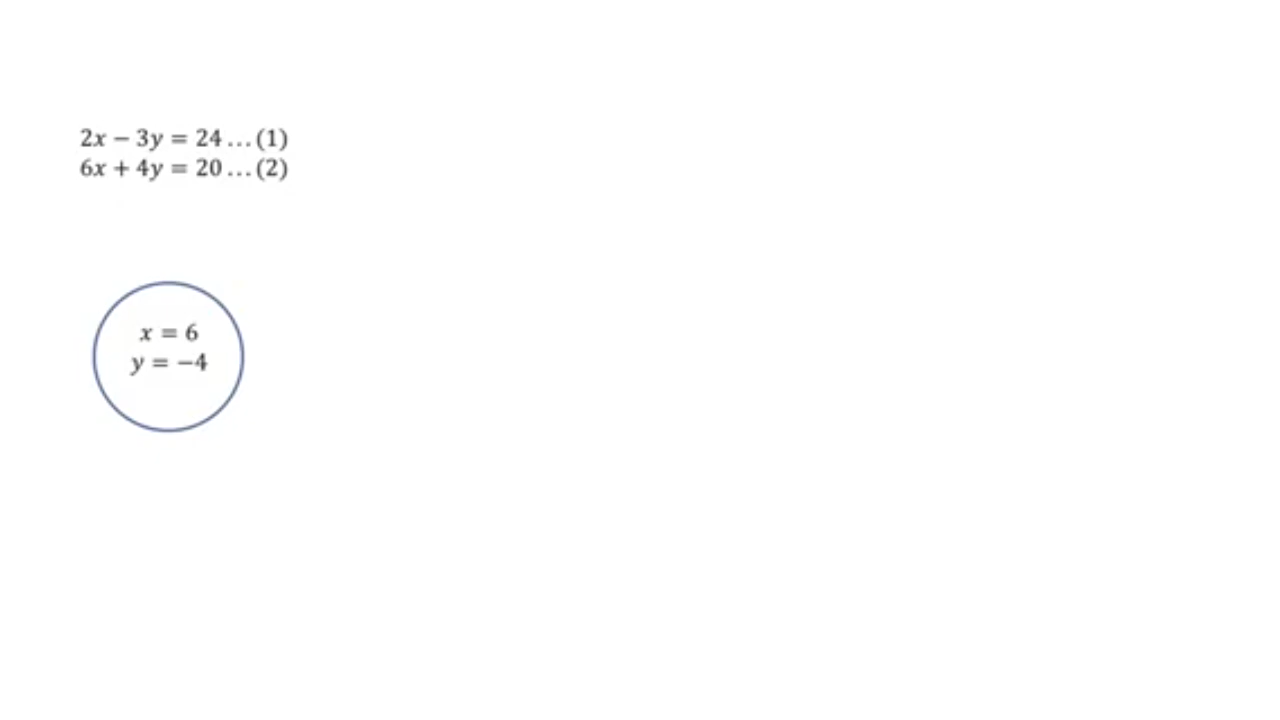 2x − 3y = 24 … (1)
6x + 4y = 20 … (2)
x = 6
y = −4